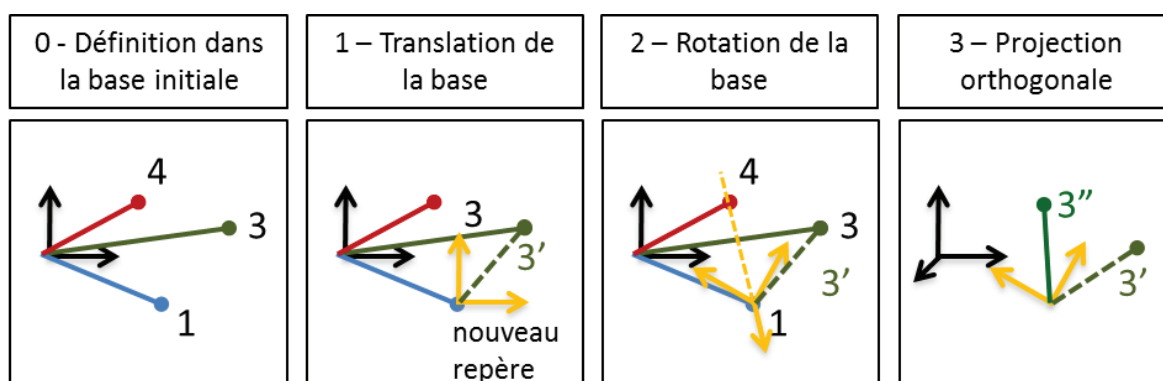 0 - Définition dans
la base initiale
1 – Translation de
la base
2 – Rotation de la
base
3 – Projection
orthogonale
4
3
1
3
3'
nouveau
repère
4
3
3'
1
3”
3'